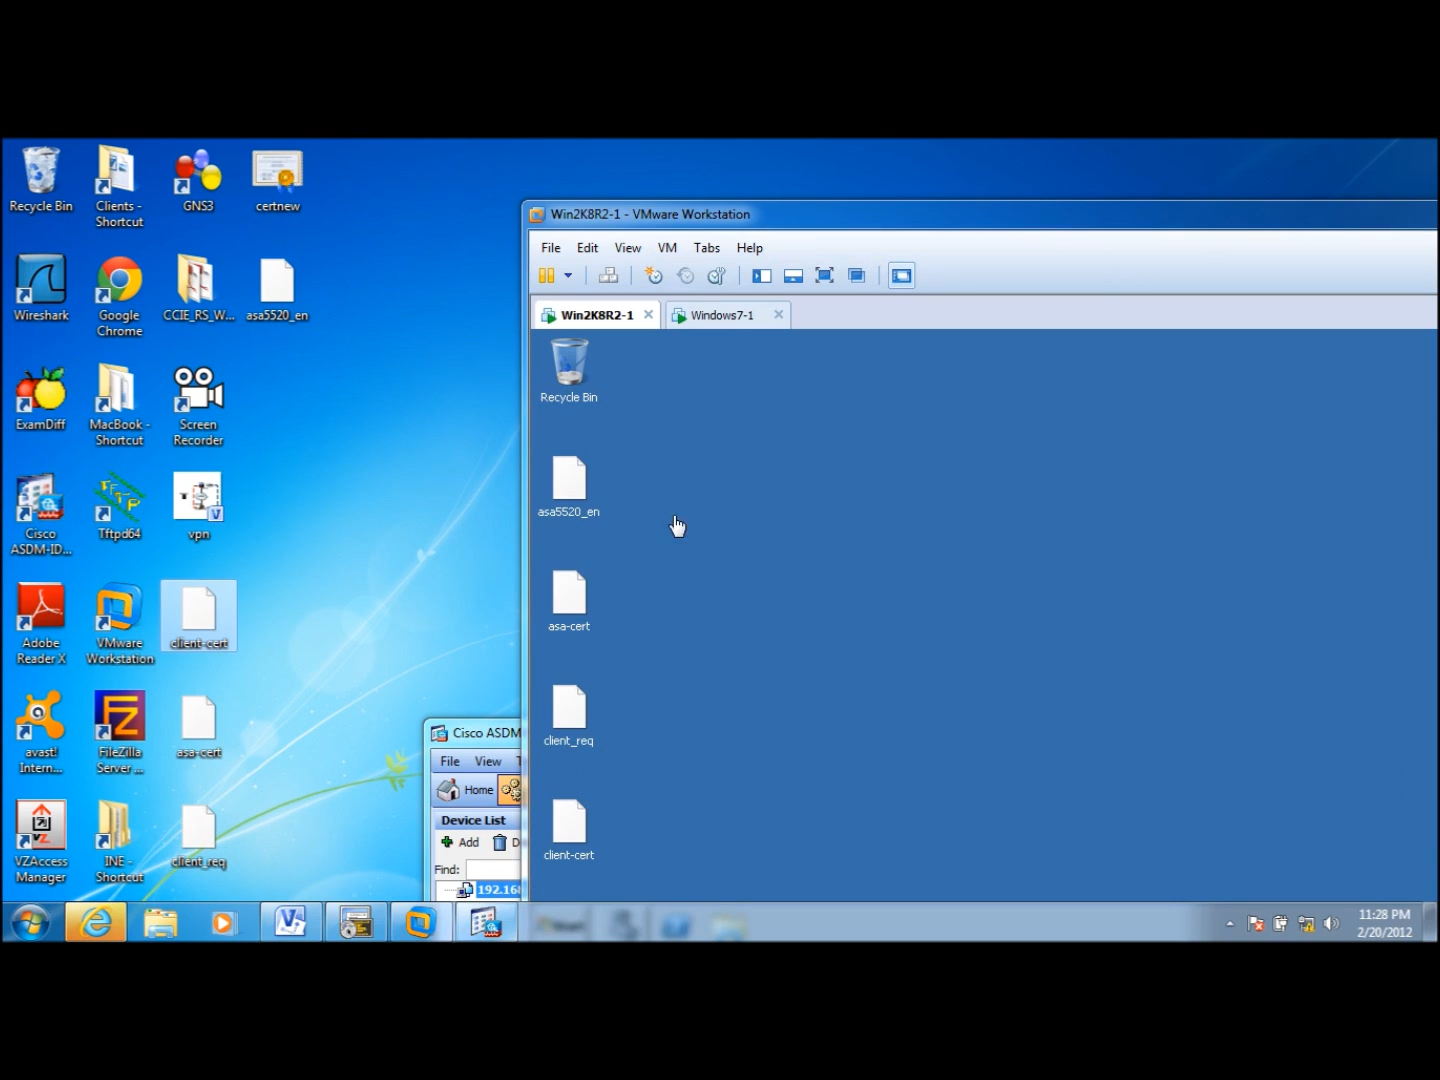 Recycle Bin
Clients -
Shortcut
GNS3
certnew
Wireshark
Google
Chrome
CCIE_RS_W...
asa5520_en
ExamDiff
MacBook -
Shortcut
Screen
Recorder
Cisco
ASDM-ID...
Tftpd64
vpn
Adobe
Reader X
VMware
Workstation
client-cert
avast!
Intern...
FileZilla
Server ...
asa-cert
VZAccess
Manager
INE -
Shortcut
client_req
Win2K8R2-1 - VMware Workstation
File Edit View VM Tabs Help
Win2K8R2-1
Windows7-1
Recycle Bin
asa5520_en
asa-cert
client_req
client-cert
Cisco ASDM
File View
Home
Device List
Add
Find:
192.168
11:28 PM
2/20/2012